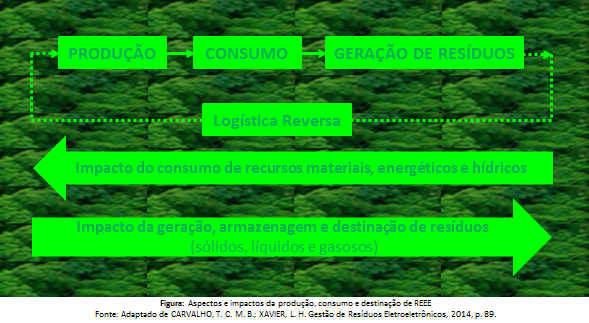 PRODUÇÃO CONSUMO GERAÇÃO DE RESÍDUOS
Logística Reversa
Impacto do consumo de recursos materiais, energéticos e hídricos
Impacto da geração, armazenagem e destinação de resíduos
(sólidos, líquidos e gasosos)
Figura: Aspectos e impactos da produção, consumo e destinação de REEE
Fonte: Adaptado de CARVALHO, T. C. M. B.; XAVIER, L. H. Gestão de Resíduos Eletroeletrônicos, 2014, p. 89.